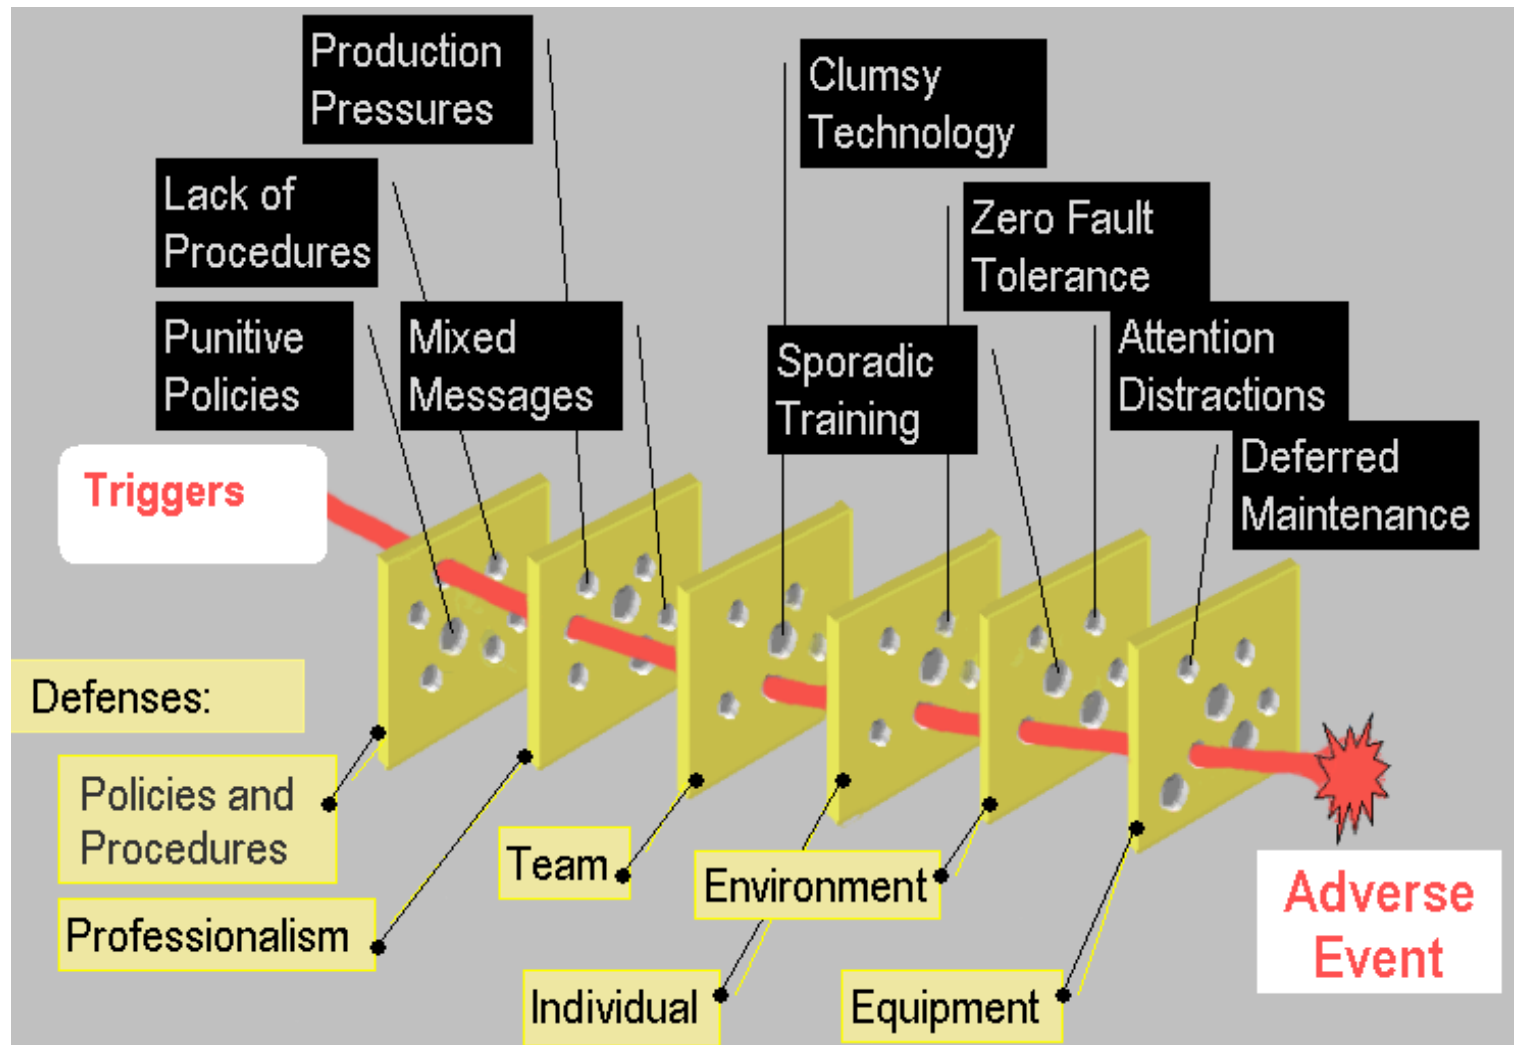 Production
Pressures
Clumsy
Technology
Lack of
Procedures
Zero Fault
Tolerance
Punitive
Policies
Mixed
Messages
Sporadic
Training
Attention
Distractions
Deferred
Maintenance
Triggers
Defenses:
Policies and
Procedures
Professionalism
Team
Environment
Individual
Equipment
Adverse
Event